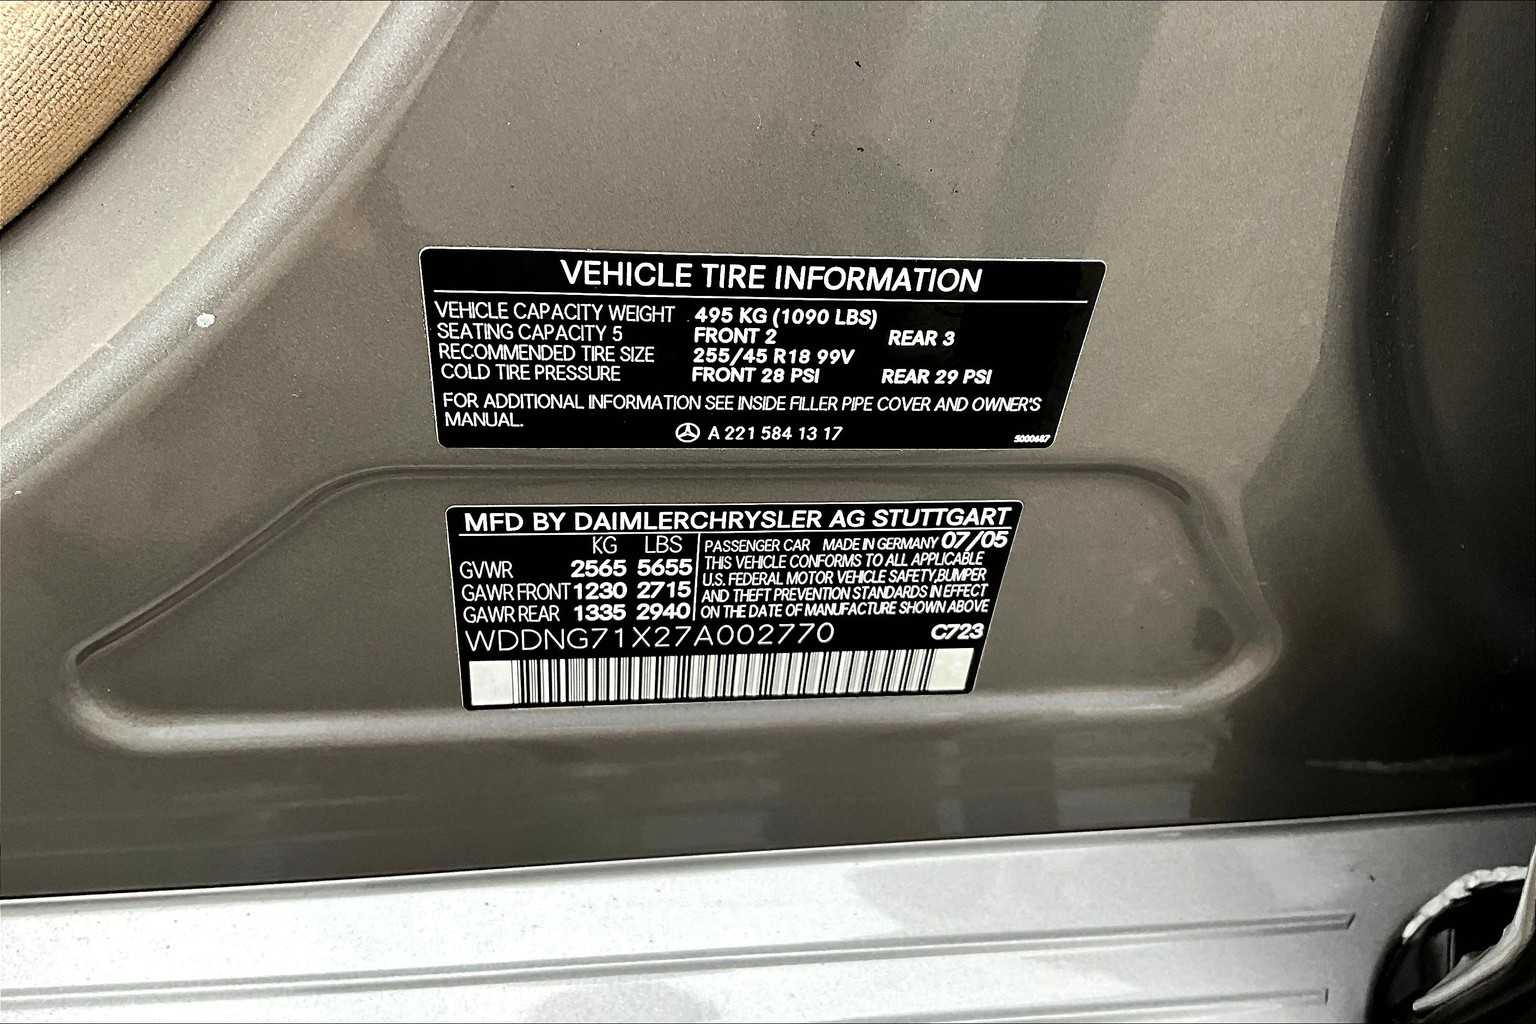 VEHICLE TIRE INFORMATION
VEHICLE CAPACITY WEIGHT 495 KG (1090 LBS)
SEATING CAPACITY 5 FRONT 2 REAR 3
RECOMMENDED TIRE SIZE 255/45 R18 99V
COLD TIRE PRESSURE FRONT 28 PSI REAR 29 PSI
FOR ADDITIONAL INFORMATION SEE INSIDE FILLER PIPE COVER AND OWNER'S
MANUAL.
A 221 584 13 17
5000687
MFD BY DAIMLERCHRYSLER AG STUTTGART
KG LBS
GVWR 2565 5655
GAWR FRONT 1230 2715
GAWR REAR 1335 2940
PASSENGER CAR MADE IN GERMANY 07/05
THIS VEHICLE CONFORMS TO ALL APPLICABLE
U.S. FEDERAL MOTOR VEHICLE SAFETY,BUMPER
AND THEFT PREVENTION STANDARDS IN EFFECT
ON THE DATE OF MANUFACTURE SHOWN ABOVE
WDDNG71X27A002770 C723